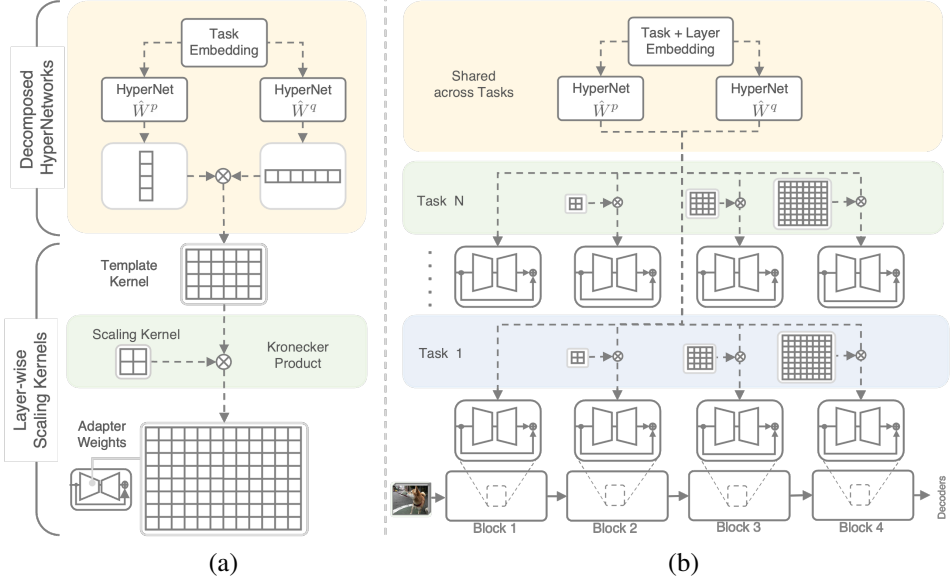 Decomposed
HyperNetworks
Task
Embedding
HyperNet
Ŵᵖ
HyperNet
Ŵ^q
Layer-wise
Scaling Kernels
Template
Kernel
Scaling Kernel
Kronecker
Product
Adapter
Weights
(a)
Task + Layer
Embedding
Shared
across Tasks
HyperNet
Ŵᵖ
HyperNet
Ŵ^q
Task N
Task 1
Block 1
Block 2
Block 3
Block 4
Decoders
(b)